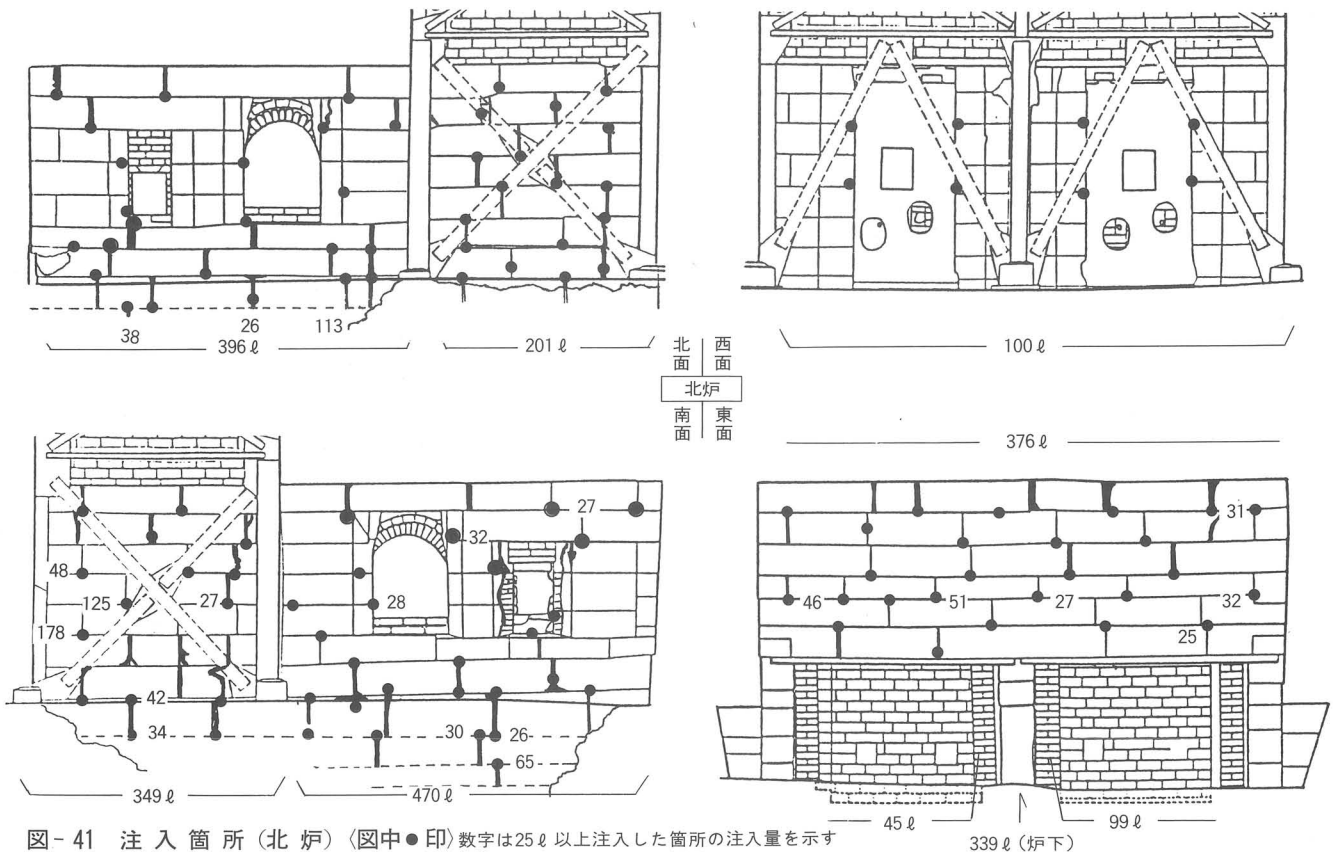 38
26
113
396ℓ
201ℓ
100ℓ
北面
西面
北炉
南面
東面
376ℓ
48
125
27
178
42
34
32
27
28
30
26
65
349ℓ
470ℓ
31
46
51
27
32
25
45ℓ
99ℓ
339ℓ(炉下)
図-41 注入箇所(北炉)〈図中●印〉数字は25ℓ以上注入した箇所の注入量を示す